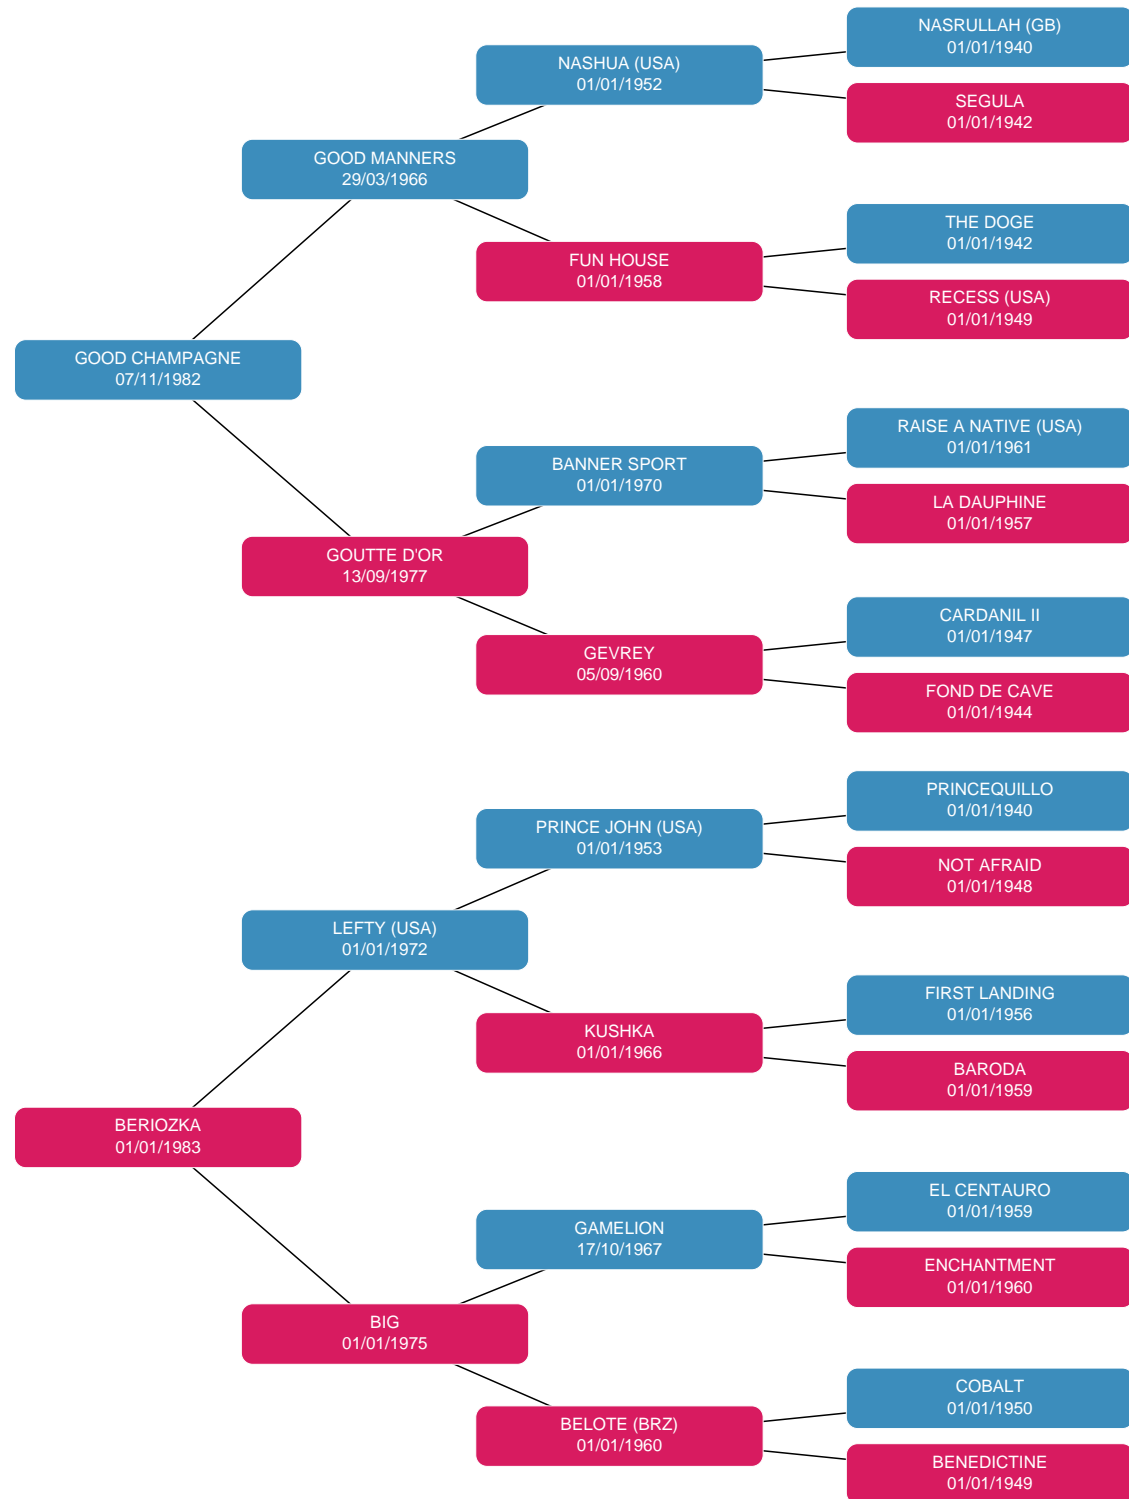 NASRULLAH (GB)
01/01/1940
NASHUA (USA)
01/01/1952
SEGULA
01/01/1942
GOOD MANNERS
29/03/1966
THE DOGE
01/01/1942
FUN HOUSE
01/01/1958
RECESS (USA)
01/01/1949
GOOD CHAMPAGNE
07/11/1982
RAISE A NATIVE (USA)
01/01/1961
BANNER SPORT
01/01/1970
LA DAUPHINE
01/01/1957
GOUTTE D'OR
13/09/1977
CARDANIL II
01/01/1947
GEVREY
05/09/1960
FOND DE CAVE
01/01/1944
PRINCEQUILLO
01/01/1940
PRINCE JOHN (USA)
01/01/1953
NOT AFRAID
01/01/1948
LEFTY (USA)
01/01/1972
FIRST LANDING
01/01/1956
KUSHKA
01/01/1966
BARODA
01/01/1959
BERIOZKA
01/01/1983
EL CENTAURO
01/01/1959
GAMELION
17/10/1967
ENCHANTMENT
01/01/1960
BIG
01/01/1975
COBALT
01/01/1950
BELOTE (BRZ)
01/01/1960
BENEDICTINE
01/01/1949